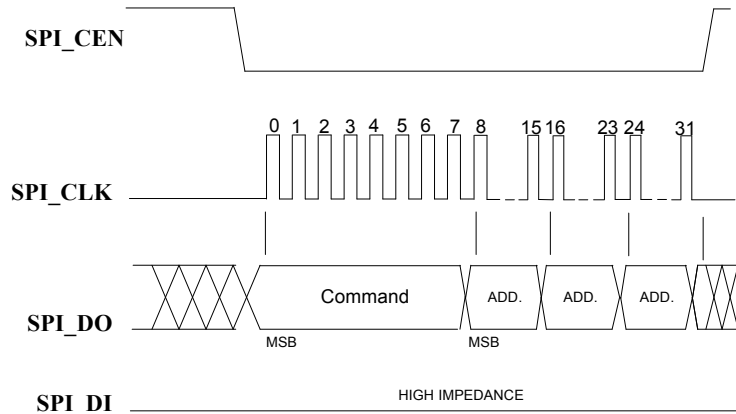 SPI_CEN
0 1 2 3 4 5 6 7 8 15 16 23 24 31
SPI_CLK
Command ADD. ADD. ADD.
SPI_DO
MSB MSB
HIGH IMPEDANCE
SPI_DI